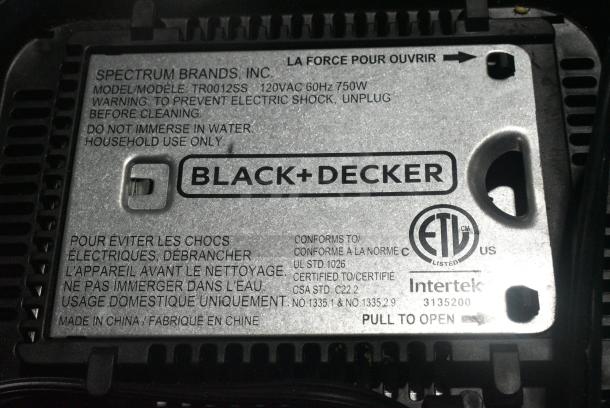 LA FORCE POUR OUVRIR
SPECTRUM BRANDS, INC.
MODEL/MODÈLE: TR0012SS 120VAC 60Hz 750W
WARNING: TO PREVENT ELECTRIC SHOCK, UNPLUG
BEFORE CLEANING.
DO NOT IMMERSE IN WATER.
HOUSEHOLD USE ONLY.
BLACK+DECKER
POUR ÉVITER LES CHOCS
ÉLECTRIQUES, DÉBRANCHER
L'APPAREIL AVANT LE NETTOYAGE.
NE PAS IMMERGER DANS L'EAU.
USAGE DOMESTIQUE UNIQUEMENT.
CONFORMS TO/
CONFORME À LA NORME
UL STD. 1026
CERTIFIED TO/CERTIFIÉ
CSA STD. C22.2
NO 1335.1 & NO 1335.2.9
C ETL CM US
LISTED
Intertek
3135200
MADE IN CHINA / FABRIQUÉ EN CHINE
PULL TO OPEN